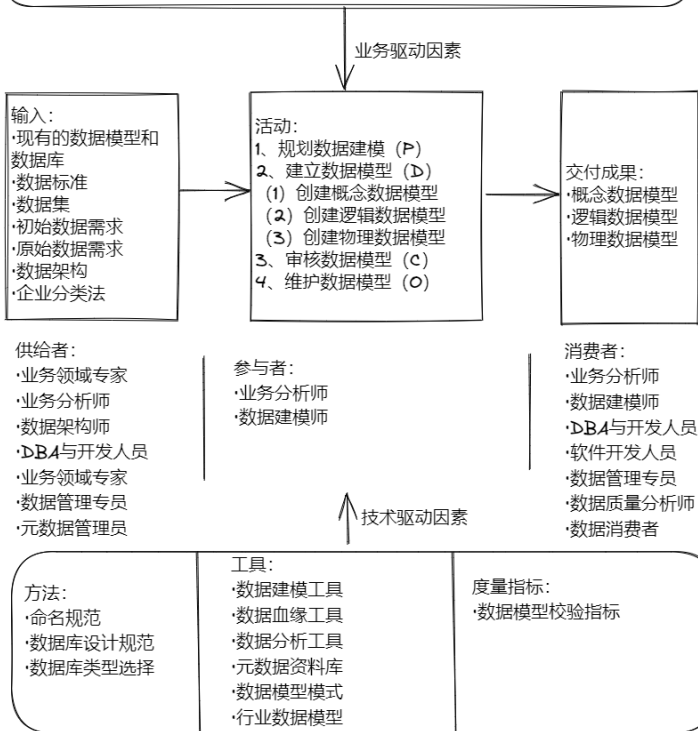 业务驱动因素
输入：
·现有的数据模型和
数据库
·数据标准
·数据集
·初始数据需求
·原始数据需求
·数据架构
·企业分类法
活动：
1、规划数据建模（P）
2、建立数据模型（D）
（1）创建概念数据模型
（2）创建逻辑数据模型
（3）创建物理数据模型
3、审核数据模型（C）
4、维护数据模型（O）
交付成果：
·概念数据模型
·逻辑数据模型
·物理数据模型
供给者：
·业务领域专家
·业务分析师
·数据架构师
·DBA与开发人员
·业务领域专家
·数据管理专员
·元数据管理员
参与者：
·业务分析师
·数据建模师
消费者：
·业务分析师
·数据建模师
·DBA与开发人员
·软件开发人员
·数据管理专员
·数据质量分析师
·数据消费者
技术驱动因素
方法：
·命名规范
·数据库设计规范
·数据库类型选择
工具：
·数据建模工具
·数据血缘工具
·数据分析工具
·元数据资料库
·数据模型模式
·行业数据模型
度量指标：
·数据模型校验指标